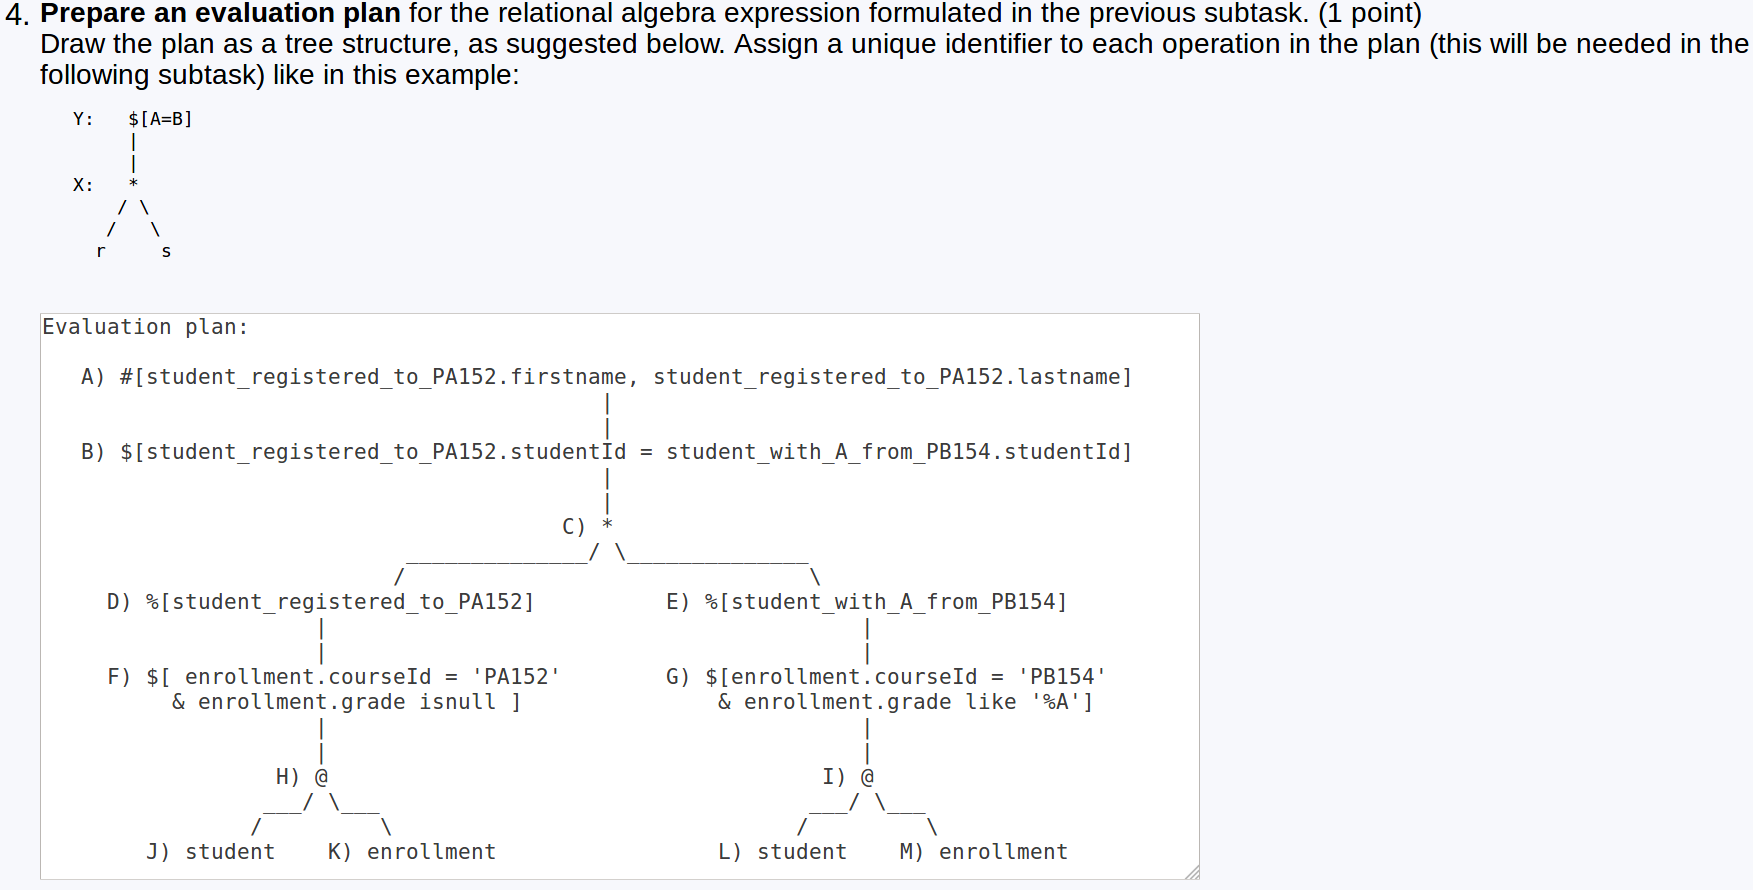 4. Prepare an evaluation plan for the relational algebra expression formulated in the previous subtask. (1 point)
Draw the plan as a tree structure, as suggested below. Assign a unique identifier to each operation in the plan (this will be needed in the
following subtask) like in this example:
Y:   $[A=B]
     |
     |
X:   *
    / \
   /   \
  r     s
Evaluation plan:
A) #[student_registered_to_PA152.firstname, student_registered_to_PA152.lastname]
|
|
B) $[student_registered_to_PA152.studentId = student_with_A_from_PB154.studentId]
|
|
C) *
______________/ \______________
/                                \
D) %[student_registered_to_PA152]          E) %[student_with_A_from_PB154]
|                                          |
|                                          |
F) $[ enrollment.courseId = 'PA152'        G) $[enrollment.courseId = 'PB154'
& enrollment.grade isnull ]               & enrollment.grade like '%A']
|                                          |
|                                          |
H) @                                      I) @
___/ \___                                 ___/ \___
/         \                               /         \
J) student    K) enrollment                 L) student    M) enrollment